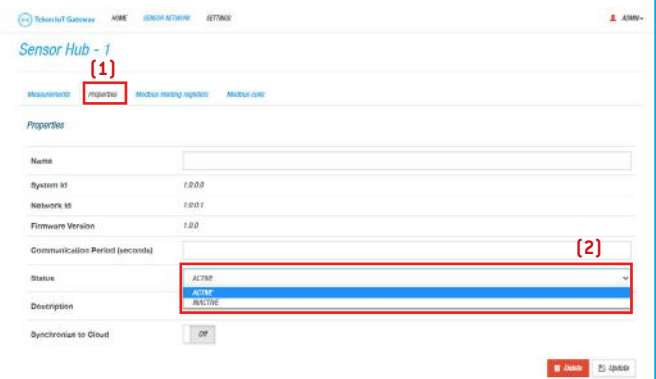 Tekon IoT Gateway HOME SENSOR NETWORK SETTINGS ADMIN
Sensor Hub - 1
(1)
Measurements Properties Modbus Holding registers Modbus coils
Properties
Name
System Id 1.0.0.0
Network Id 1.0.0.1
Firmware Version 1.0.0
Communication Period (seconds)
(2)
Status ACTIVE
ACTIVE
INACTIVE
Description
Synchronize to Cloud Off
Delete Update